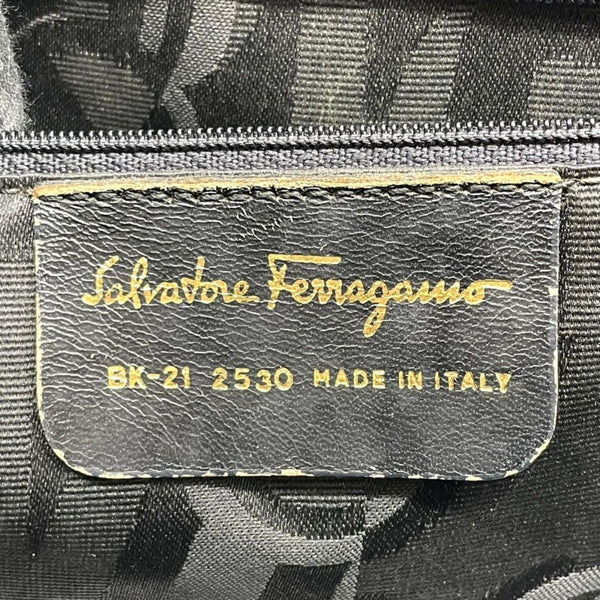 Salvatore Ferragamo
BK-21 2530 MADE IN ITALY